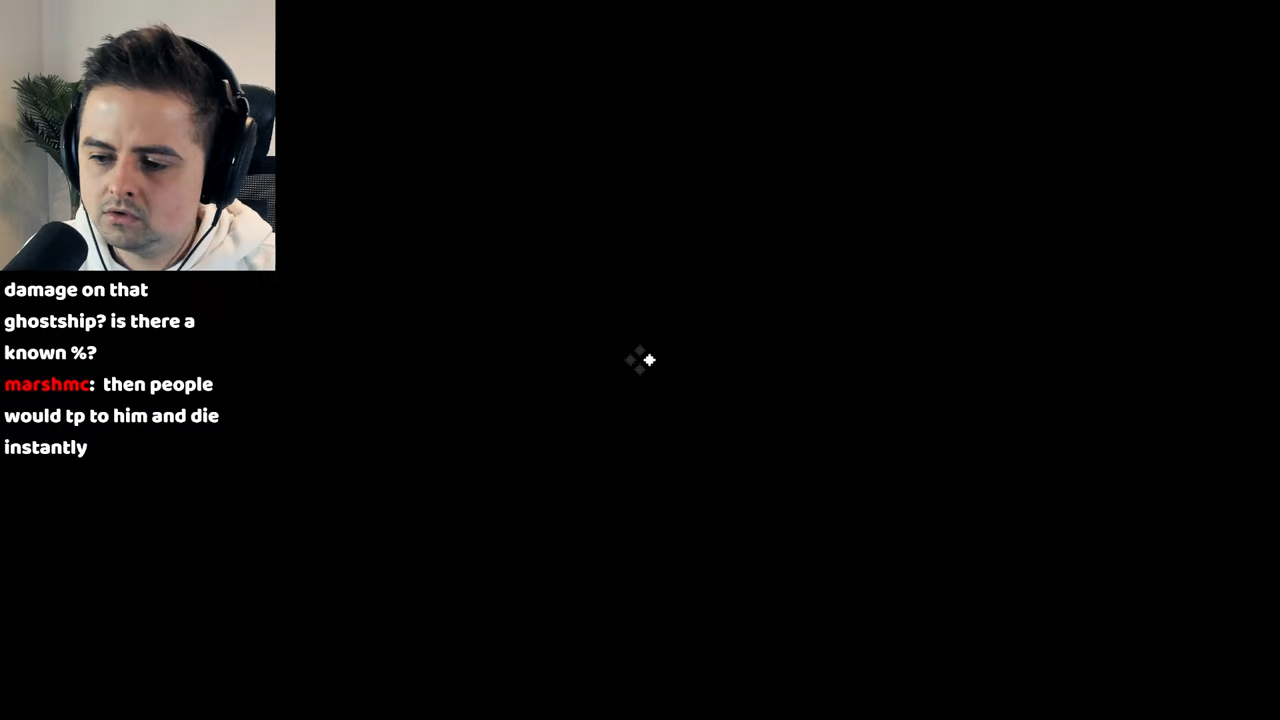 damage on that
ghostship? is there a
known %?
marshmc: then people
would tp to him and die
instantly